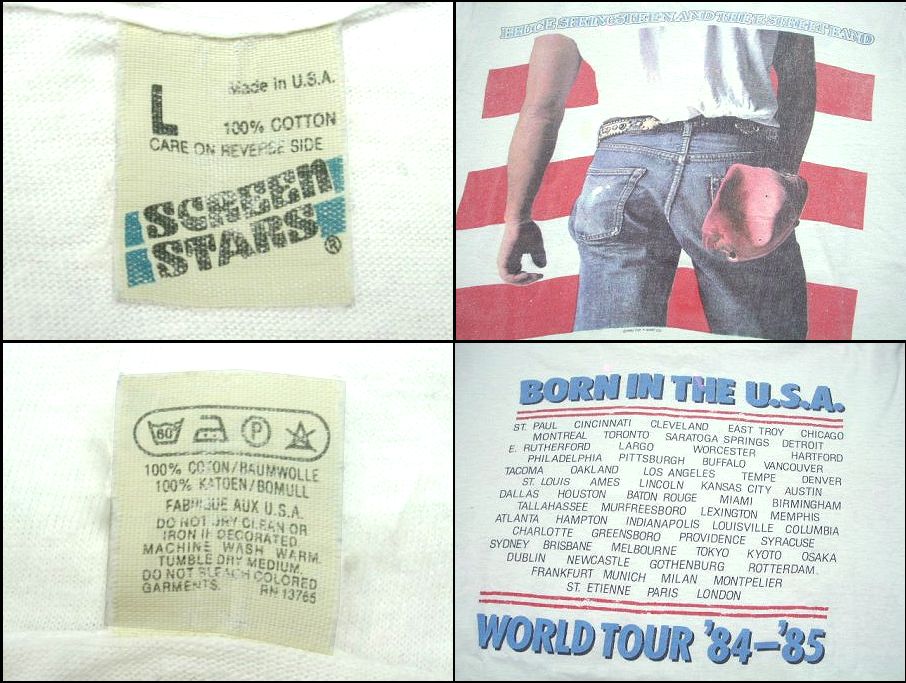 L
Made in U.S.A.
100% COTTON
CARE ON REVERSE SIDE
SCREEN
STARS®
BRUCE SPRINGSTEEN AND THE E STREET BAND
60 P
100% COTON/BAUMWOLLE
100% KATOEN/BOMULL
FABRIQUE AUX U.S.A.
DO NOT DRY CLEAN OR
IRON IF DECORATED.
MACHINE WASH WARM.
TUMBLE DRY MEDIUM.
DO NOT BLEACH COLORED
GARMENTS. RN 13765
BORN IN THE U.S.A.
ST. PAUL CINCINNATI CLEVELAND EAST TROY CHICAGO
MONTREAL TORONTO SARATOGA SPRINGS DETROIT
E. RUTHERFORD LARGO WORCESTER HARTFORD
PHILADELPHIA PITTSBURGH BUFFALO VANCOUVER
TACOMA OAKLAND LOS ANGELES TEMPE DENVER
ST. LOUIS AMES LINCOLN KANSAS CITY AUSTIN
DALLAS HOUSTON BATON ROUGE MIAMI BIRMINGHAM
TALLAHASSEE MURFREESBORO LEXINGTON MEMPHIS
ATLANTA HAMPTON INDIANAPOLIS LOUISVILLE COLUMBIA
CHARLOTTE GREENSBORO PROVIDENCE SYRACUSE
SYDNEY BRISBANE MELBOURNE TOKYO KYOTO OSAKA
DUBLIN NEWCASTLE GOTHENBURG ROTTERDAM
FRANKFURT MUNICH MILAN MONTPELIER
ST. ETIENNE PARIS LONDON
WORLD TOUR '84–'85